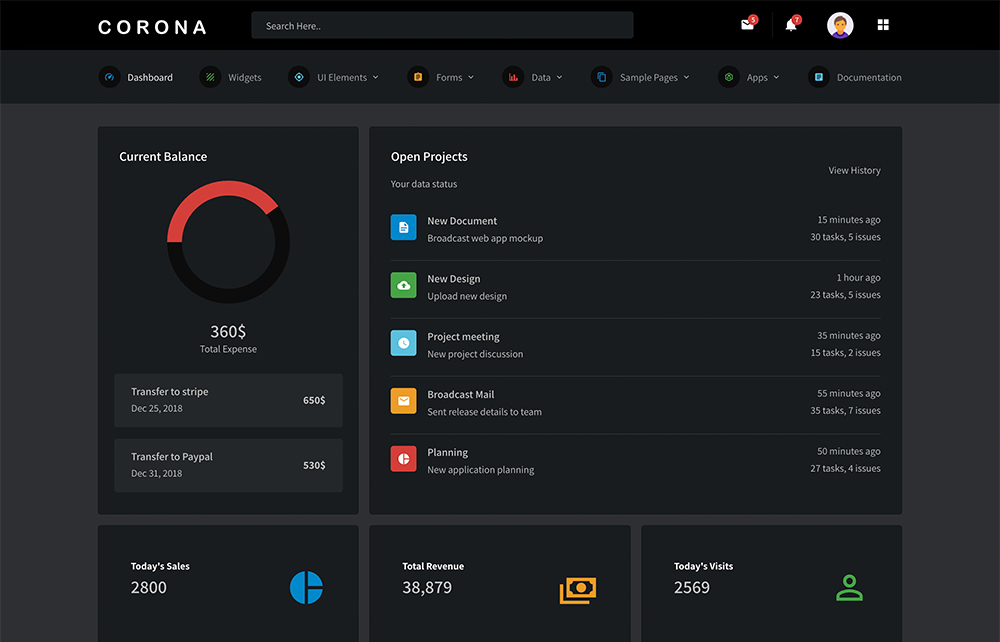 CORONA
Search Here..
5
7
Dashboard
Widgets
UI Elements
Forms
Data
Sample Pages
Apps
Documentation
Current Balance
360$
Total Expense
Transfer to stripe
Dec 25, 2018
650$
Transfer to Paypal
Dec 31, 2018
530$
Open Projects
Your data status
View History
New Document
Broadcast web app mockup
15 minutes ago
30 tasks, 5 issues
New Design
Upload new design
1 hour ago
23 tasks, 5 issues
Project meeting
New project discussion
35 minutes ago
15 tasks, 2 issues
Broadcast Mail
Sent release details to team
55 minutes ago
35 tasks, 7 issues
Planning
New application planning
50 minutes ago
27 tasks, 4 issues
Today's Sales
2800
Total Revenue
38,879
Today's Visits
2569